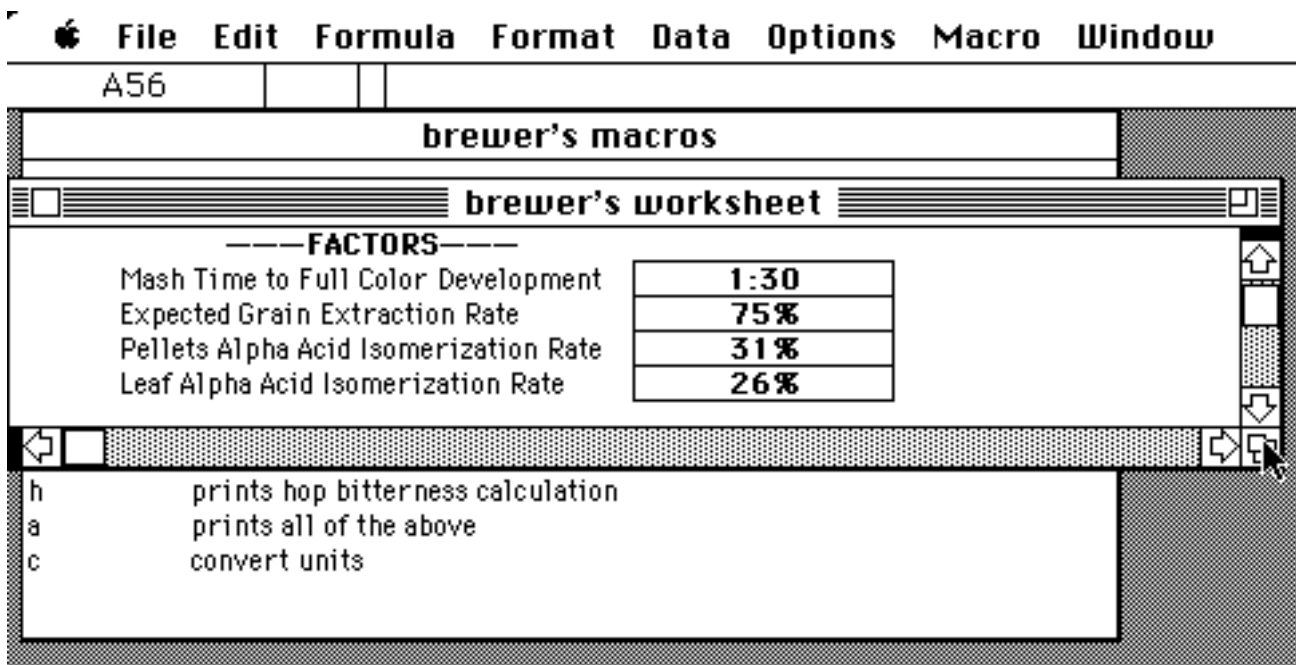 File Edit Formula Format Data Options Macro Window
A56
brewer's macros
brewer's worksheet
———FACTORS———
Mash Time to Full Color Development 1:30
Expected Grain Extraction Rate 75%
Pellets Alpha Acid Isomerization Rate 31%
Leaf Alpha Acid Isomerization Rate 26%
h prints hop bitterness calculation
a prints all of the above
c convert units